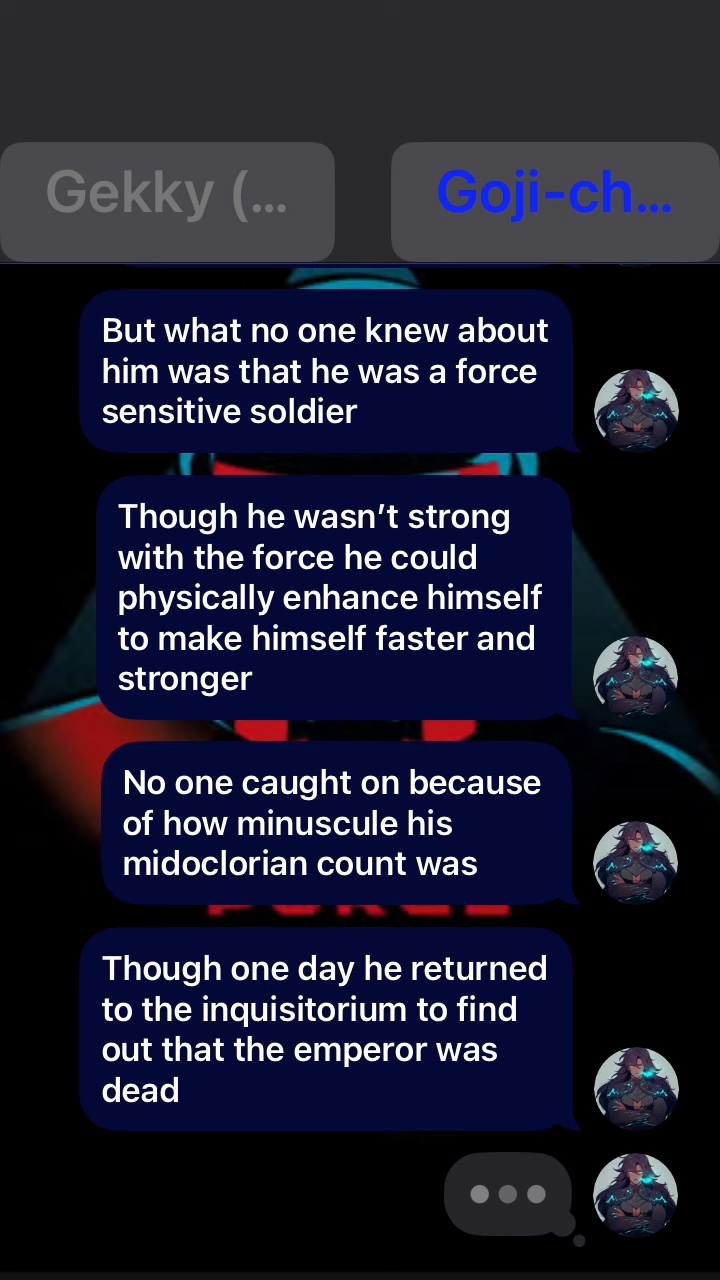 Gekky (...
Goji-ch...
But what no one knew about
him was that he was a force
sensitive soldier
Though he wasn’t strong
with the force he could
physically enhance himself
to make himself faster and
stronger
No one caught on because
of how minuscule his
midoclorian count was
Though one day he returned
to the inquisitorium to find
out that the emperor was
dead